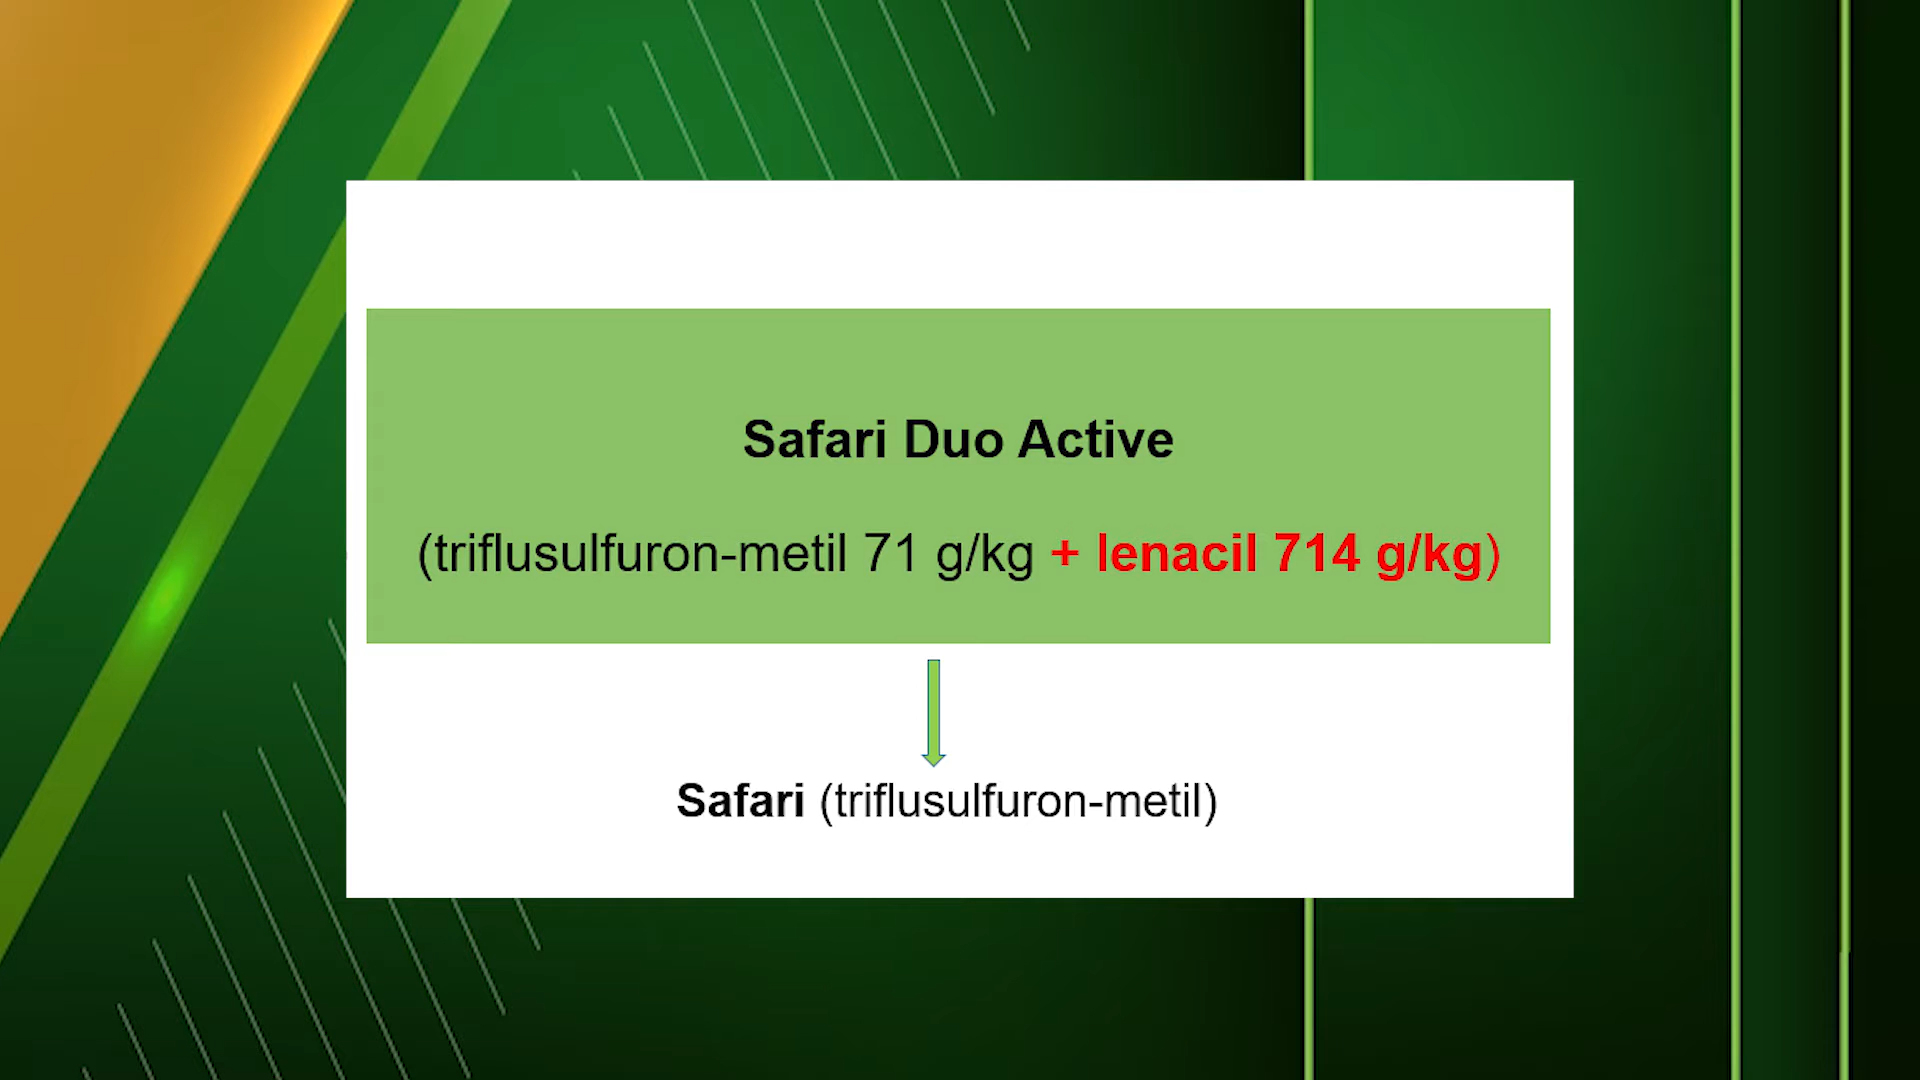 Safari Duo Active
(triflusulfuron-metil 71 g/kg + lenacil 714 g/kg)
Safari (triflusulfuron-metil)